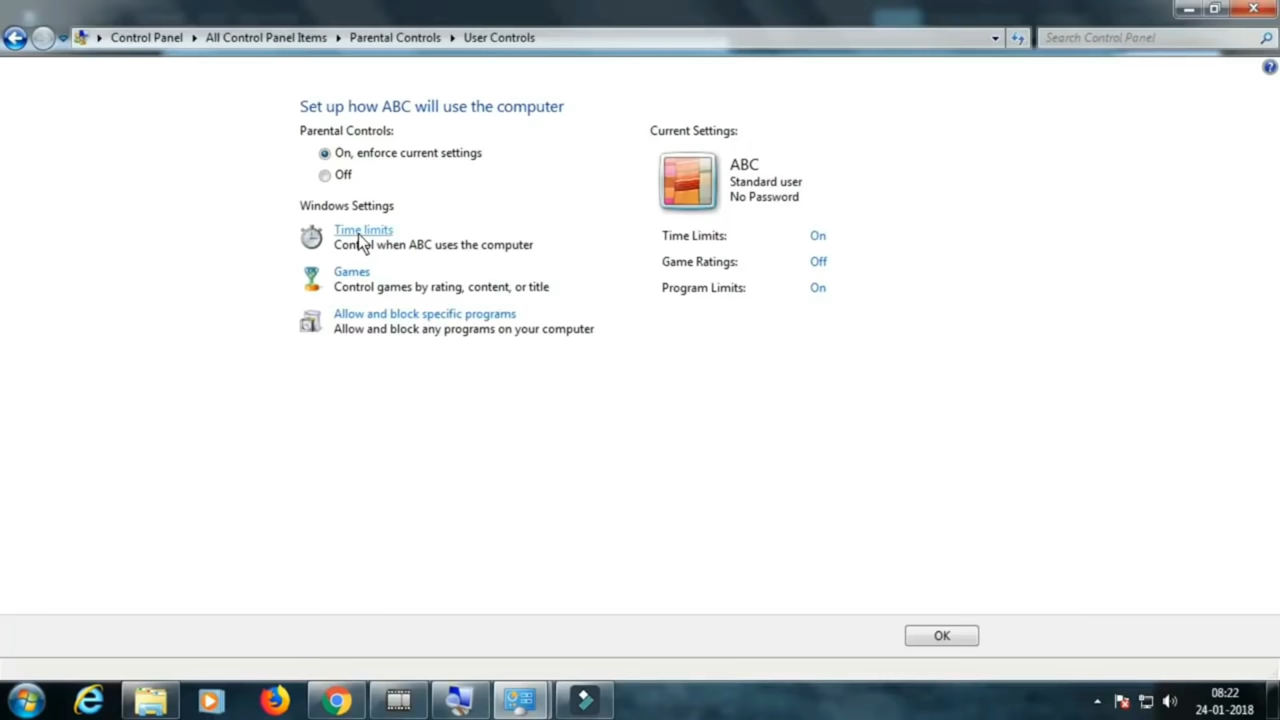 Control Panel All Control Panel Items Parental Controls User Controls Search Control Panel
Set up how ABC will use the computer
Parental Controls:
On, enforce current settings
Off
Windows Settings
Time limits
Control when ABC uses the computer
Games
Control games by rating, content, or title
Allow and block specific programs
Allow and block any programs on your computer
Current Settings:
ABC
Standard user
No Password
Time Limits: On
Game Ratings: Off
Program Limits: On
OK
08:22
24-01-2018